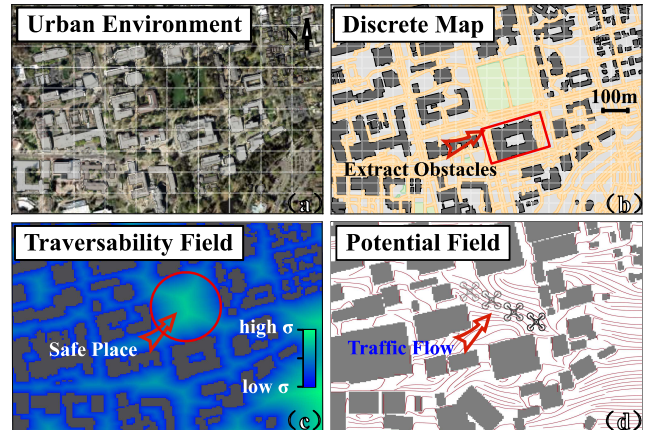 Urban Environment
N
(a)
Discrete Map
100m
Extract Obstacles
(b)
Traversability Field
Safe Place
high σ
low σ
(c)
Potential Field
Traffic Flow
(d)